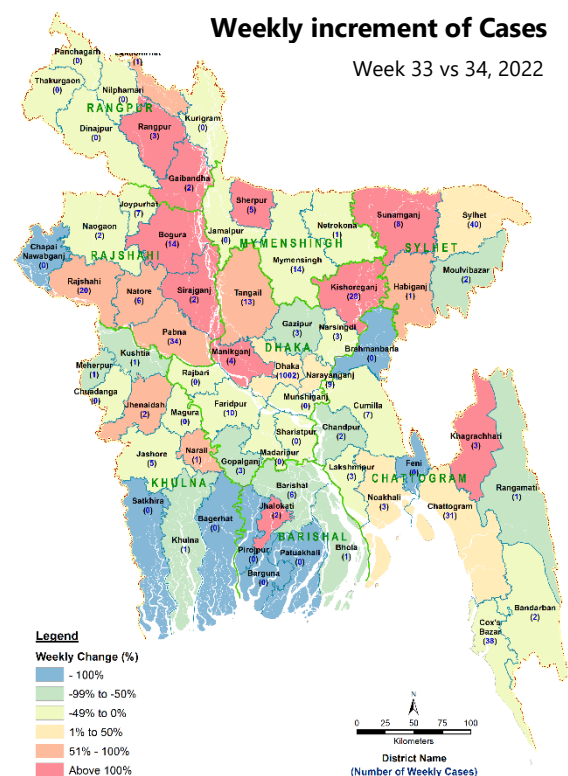 Weekly increment of Cases
Week 33 vs 34, 2022
Panchagarh
(0)
(1)
Thakurgaon
(0)
Nilphamari
(0)
RANGPUR
Kurigram
(0)
Dinajpur
(0)
Rangpur
(3)
Gaibandha
(2)
Joypurhat
(7)
Sherpur
(5)
Naogaon
(2)
Bogura
(14)
Jamalpur
(0)
MYMENSHINGH
Netrokona
(1)
Sunamganj
(8)
Sylhet
(40)
SYLHET
Chapai
Nawabganj
(0)
RAJSHAHI
Mymensingh
(14)
Moulvibazar
(2)
Rajshahi
(20)
Natore
(6)
Sirajganj
(2)
Tangail
(13)
Kishoreganj
(28)
Habiganj
(1)
Pabna
(34)
Gazipur
(3)
Narsingdi
(3)
DHAKA
Brahmanbaria
(0)
Kushtia
(1)
Manikganj
(4)
Meherpur
(1)
Rajbari
(0)
Dhaka
(1002)
Narayanganj
(9)
Chuadanga
(0)
Jhenaidah
(2)
Magura
(0)
Faridpur
(10)
Munshiganj
(0)
Cumilla
(7)
Khagrachhari
(3)
Shariatpur
(0)
Chandpur
(2)
Jashore
(5)
Narail
(1)
Gopalganj
(3)
Madaripur
Lakshmipur
(3)
Feni
(0)
CHATTOGRAM
Rangamati
(1)
KHULNA
Satkhira
(0)
Bagerhat
(0)
Barishal
(6)
Noakhali
(3)
Chattogram
(31)
Jhalokati
(2)
BARISHAL
Khulna
(1)
Pirojpur
(0)
Patuakhali
(0)
Bhola
(1)
Barguna
(0)
Bandarban
(2)
Cox's
Bazar
(38)
Legend
Weekly Change (%)
- 100%
-99% to -50%
-49% to 0%
1% to 50%
51% - 100%
Above 100%
N
0 25 50 75 100
Kilometers
District Name
(Number of Weekly Cases)